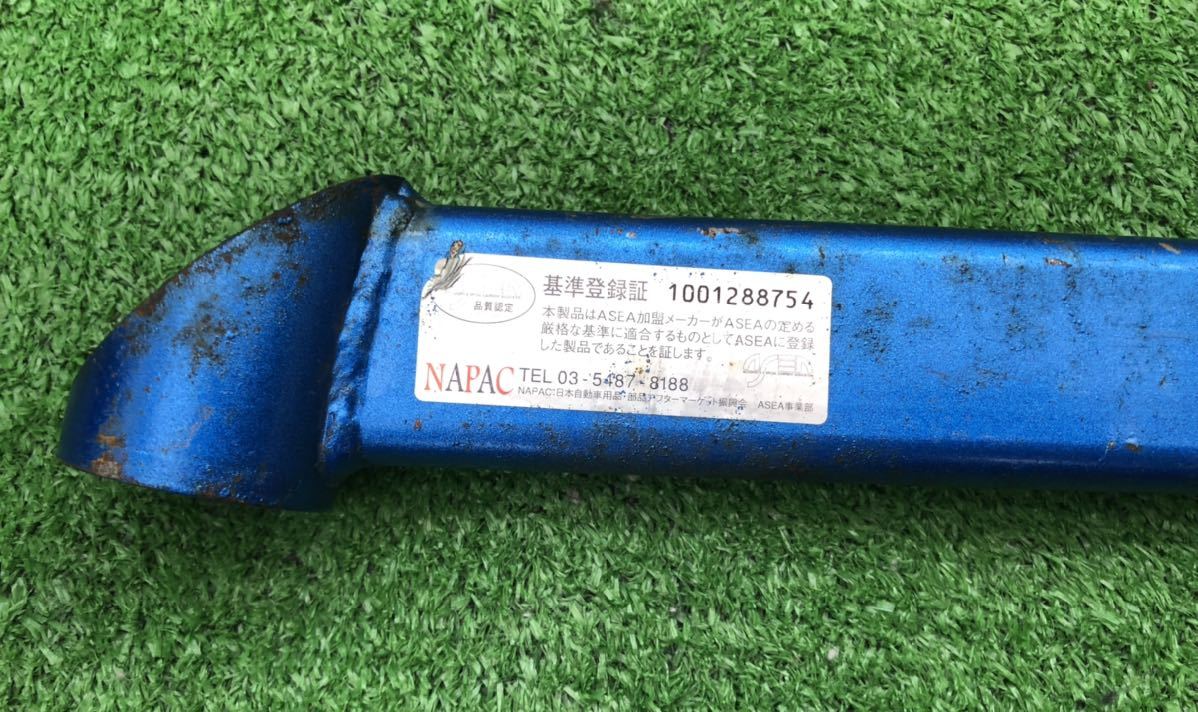 品質認定
基準登録証 1001288754
本製品はASEA加盟メーカーがASEAの定める
厳格な基準に適合するものとしてASEAに登録
した製品であることを証します。
ASEA
NAPAC TEL 03-5487-8188
NAPAC:日本自動車用品・部品アフターマーケット振興会 ASEA事業部